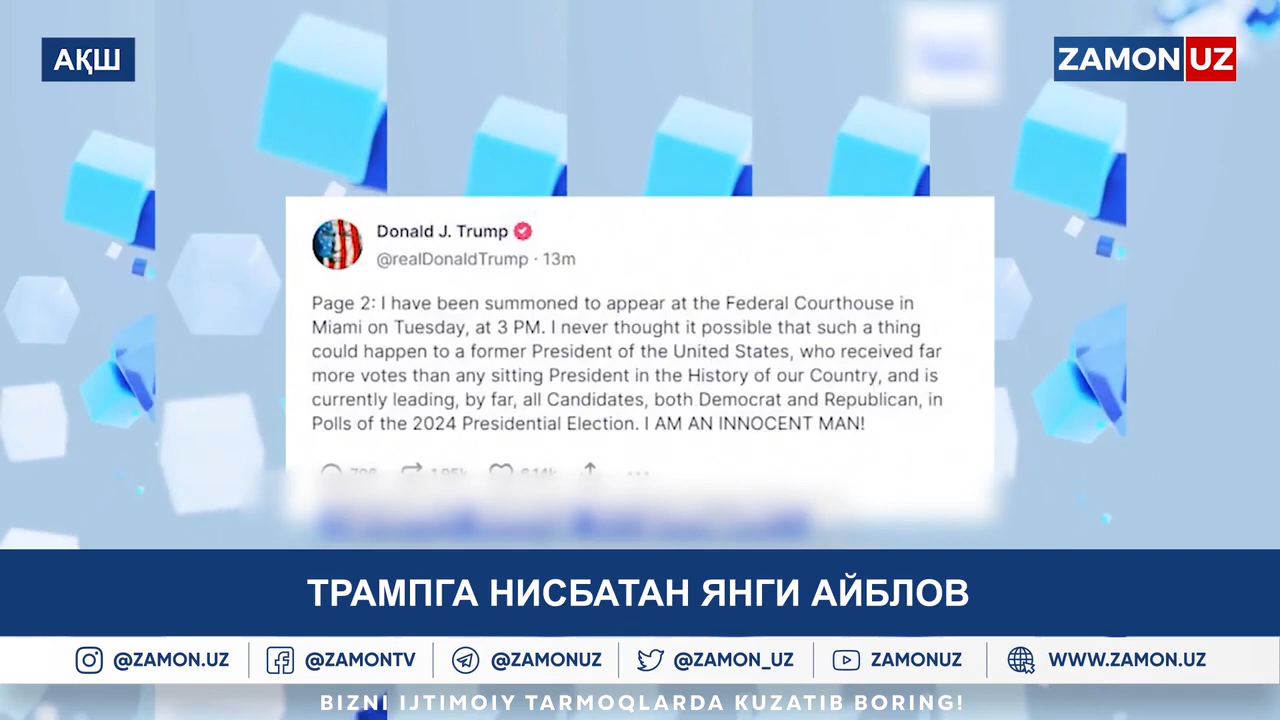 АҚШ
ZAMON UZ
Donald J. Trump
@realDonaldTrump · 13m
Page 2: I have been summoned to appear at the Federal Courthouse in
Miami on Tuesday, at 3 PM. I never thought it possible that such a thing
could happen to a former President of the United States, who received far
more votes than any sitting President in the History of our Country, and is
currently leading, by far, all Candidates, both Democrat and Republican, in
Polls of the 2024 Presidential Election. I AM AN INNOCENT MAN!
ТРАМПГА НИСБАТАН ЯНГИ АЙБЛОВ
@ZAMON.UZ @ZAMONTV @ZAMONUZ @ZAMON_UZ ZAMONUZ WWW.ZAMON.UZ
BIZNI IJTIMOIY TARMOQLARDA KUZATIB BORING!